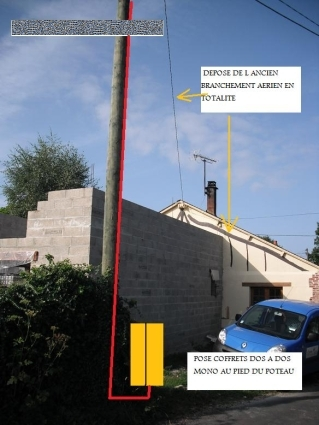 DEPOSE DE L ANCIEN
BRANCHEMENT AERIEN EN
TOTALITE
POSE COFFRETS DOS A DOS
MONO AU PIED DU POTEAU